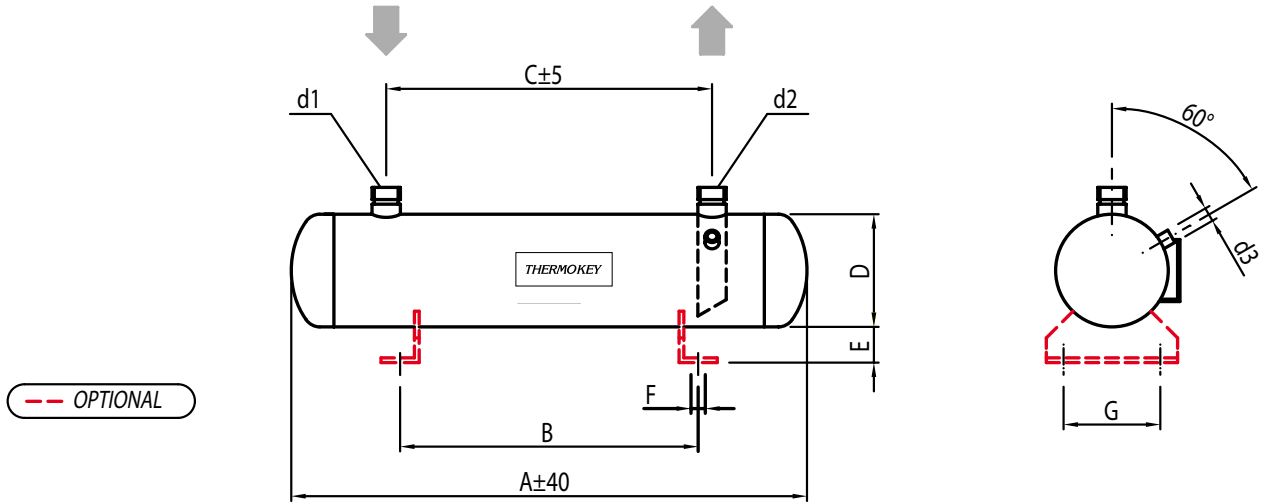 C±5
d1
d2
60°
d3
THERMOKEY
D
E
OPTIONAL
F
G
B
A±40